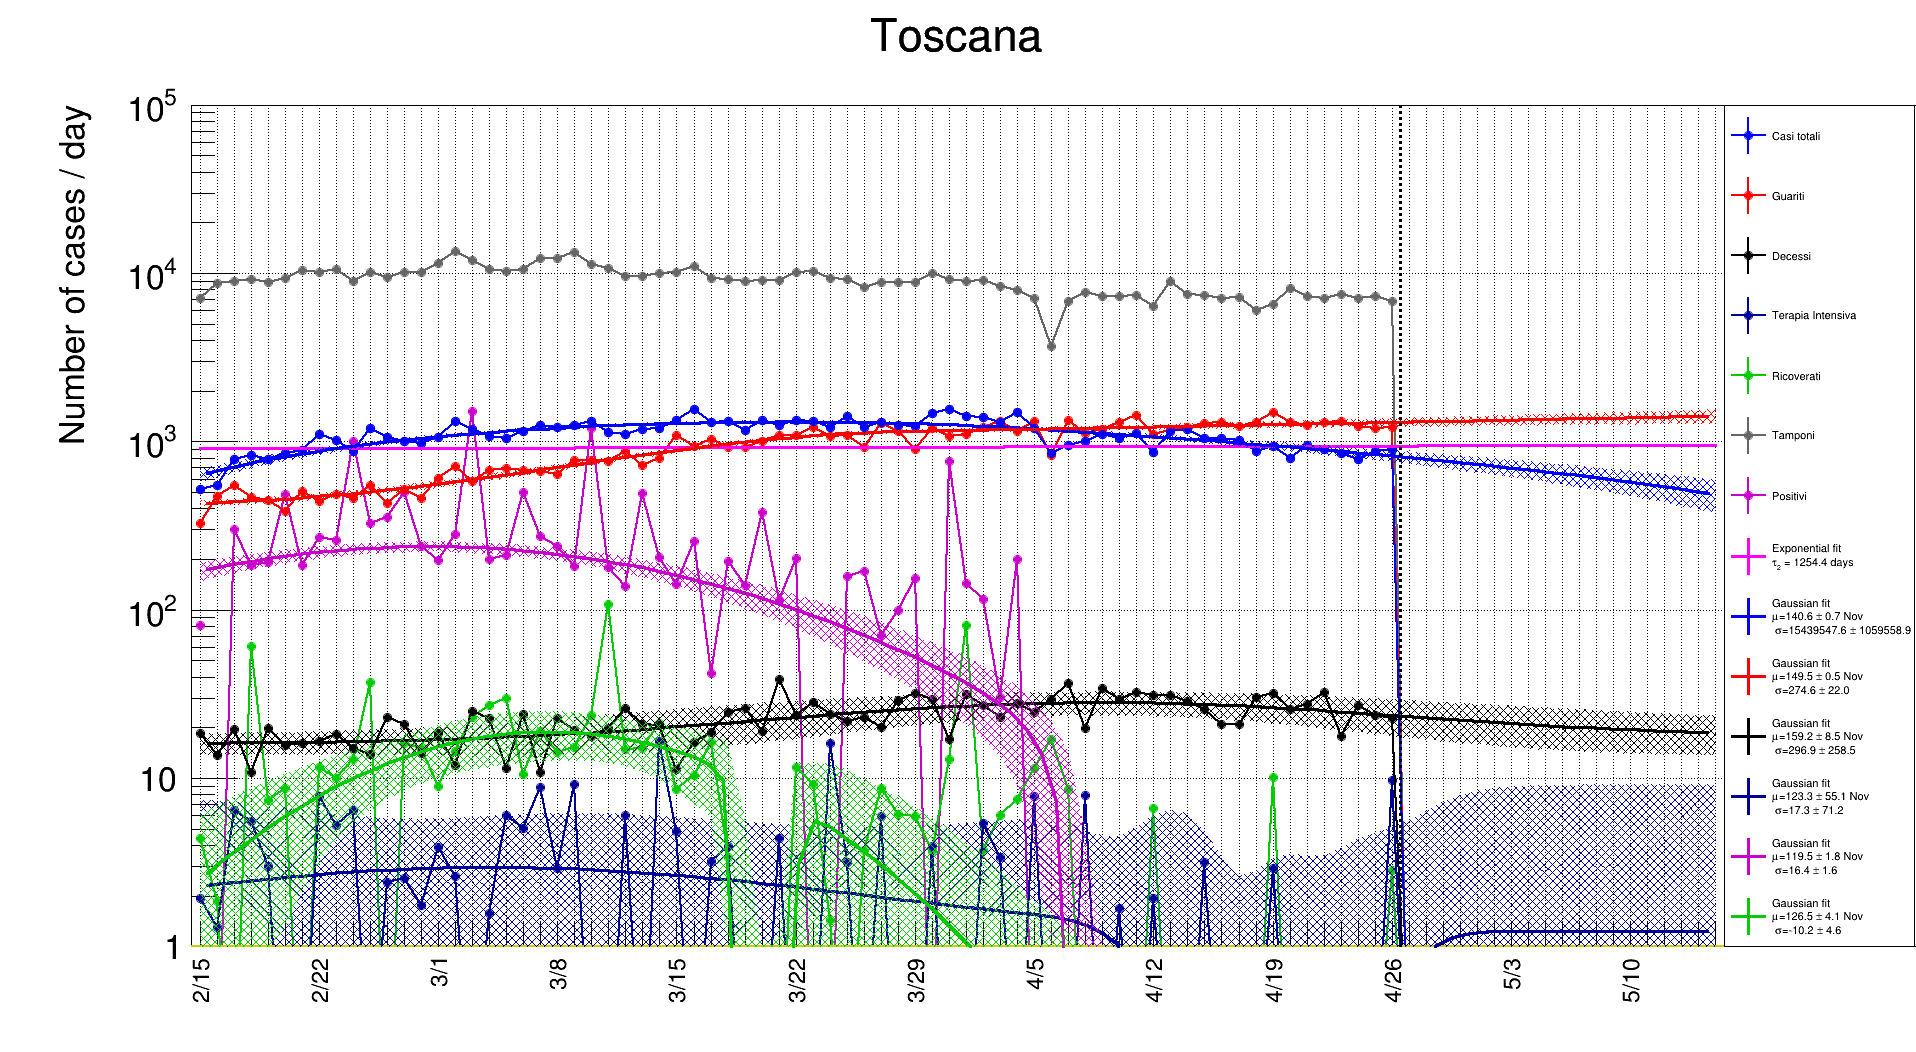 Toscana
Number of cases / day
10^5
10^4
10^3
10^2
10
1
2/15
2/22
3/1
3/8
3/15
3/22
3/29
4/5
4/12
4/19
4/26
5/3
5/10
Casi totali
Guariti
Decessi
Terapia Intensiva
Ricoverati
Tamponi
Positivi
Exponential fit
τ₂ = 1254.4 days
Gaussian fit
μ=140.6 ± 0.7 Nov
σ=15439547.6 ± 1059558.9
Gaussian fit
μ=149.5 ± 0.5 Nov
σ=274.6 ± 22.0
Gaussian fit
μ=159.2 ± 8.5 Nov
σ=296.9 ± 258.5
Gaussian fit
μ=123.3 ± 55.1 Nov
σ=17.3 ± 71.2
Gaussian fit
μ=119.5 ± 1.8 Nov
σ=16.4 ± 1.6
Gaussian fit
μ=126.5 ± 4.1 Nov
σ=-10.2 ± 4.6